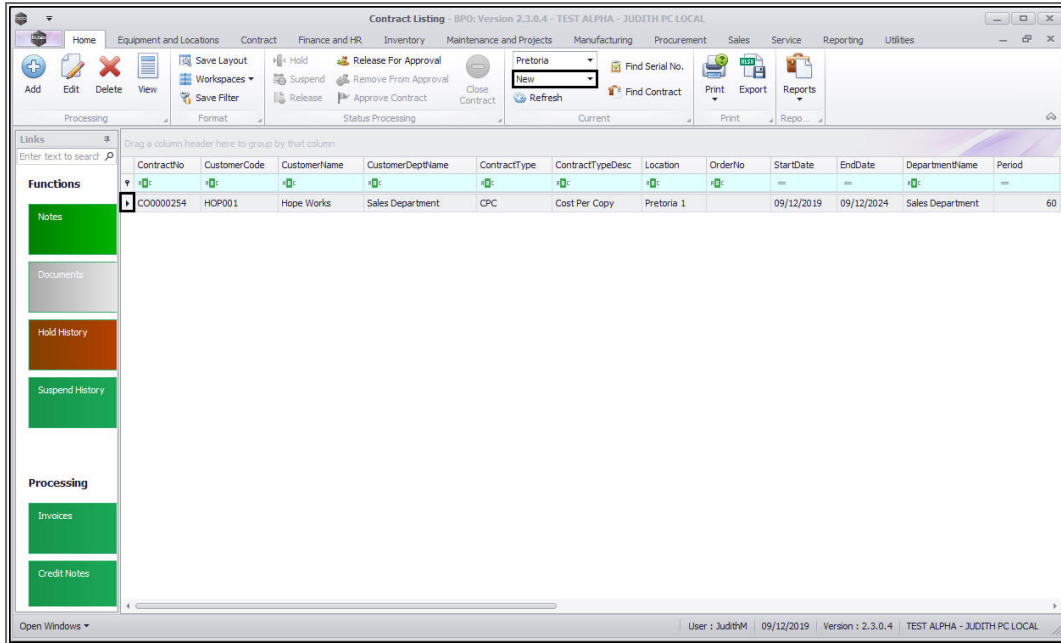 Contract Listing - BPO: Version 2.3.0.4 - TEST ALPHA - JUDITH PC LOCAL
Home Equipment and Locations Contract Finance and HR Inventory Maintenance and Projects Manufacturing Procurement Sales Service Reporting Utilities
Add
Edit
Delete
View
Processing
Save Layout
Workspaces
Save Filter
Format
Hold
Suspend
Release
Release For Approval
Remove From Approval
Approve Contract
Close
Contract
Status Processing
Pretoria
New
Refresh
Find Serial No.
Find Contract
Current
Print
Export
Print
Reports
Repo...
Links
Enter text to search
Functions
Notes
Documents
Hold History
Suspend History
Processing
Invoices
Credit Notes
Drag a column header here to group by that column
ContractNo CustomerCode CustomerName CustomerDeptName ContractType ContractTypeDesc Location OrderNo StartDate EndDate DepartmentName Period
CO0000254 HOP001 Hope Works Sales Department CPC Cost Per Copy Pretoria 1 09/12/2019 09/12/2024 Sales Department 60
Open Windows
User : JudithM 09/12/2019 Version : 2.3.0.4 TEST ALPHA - JUDITH PC LOCAL